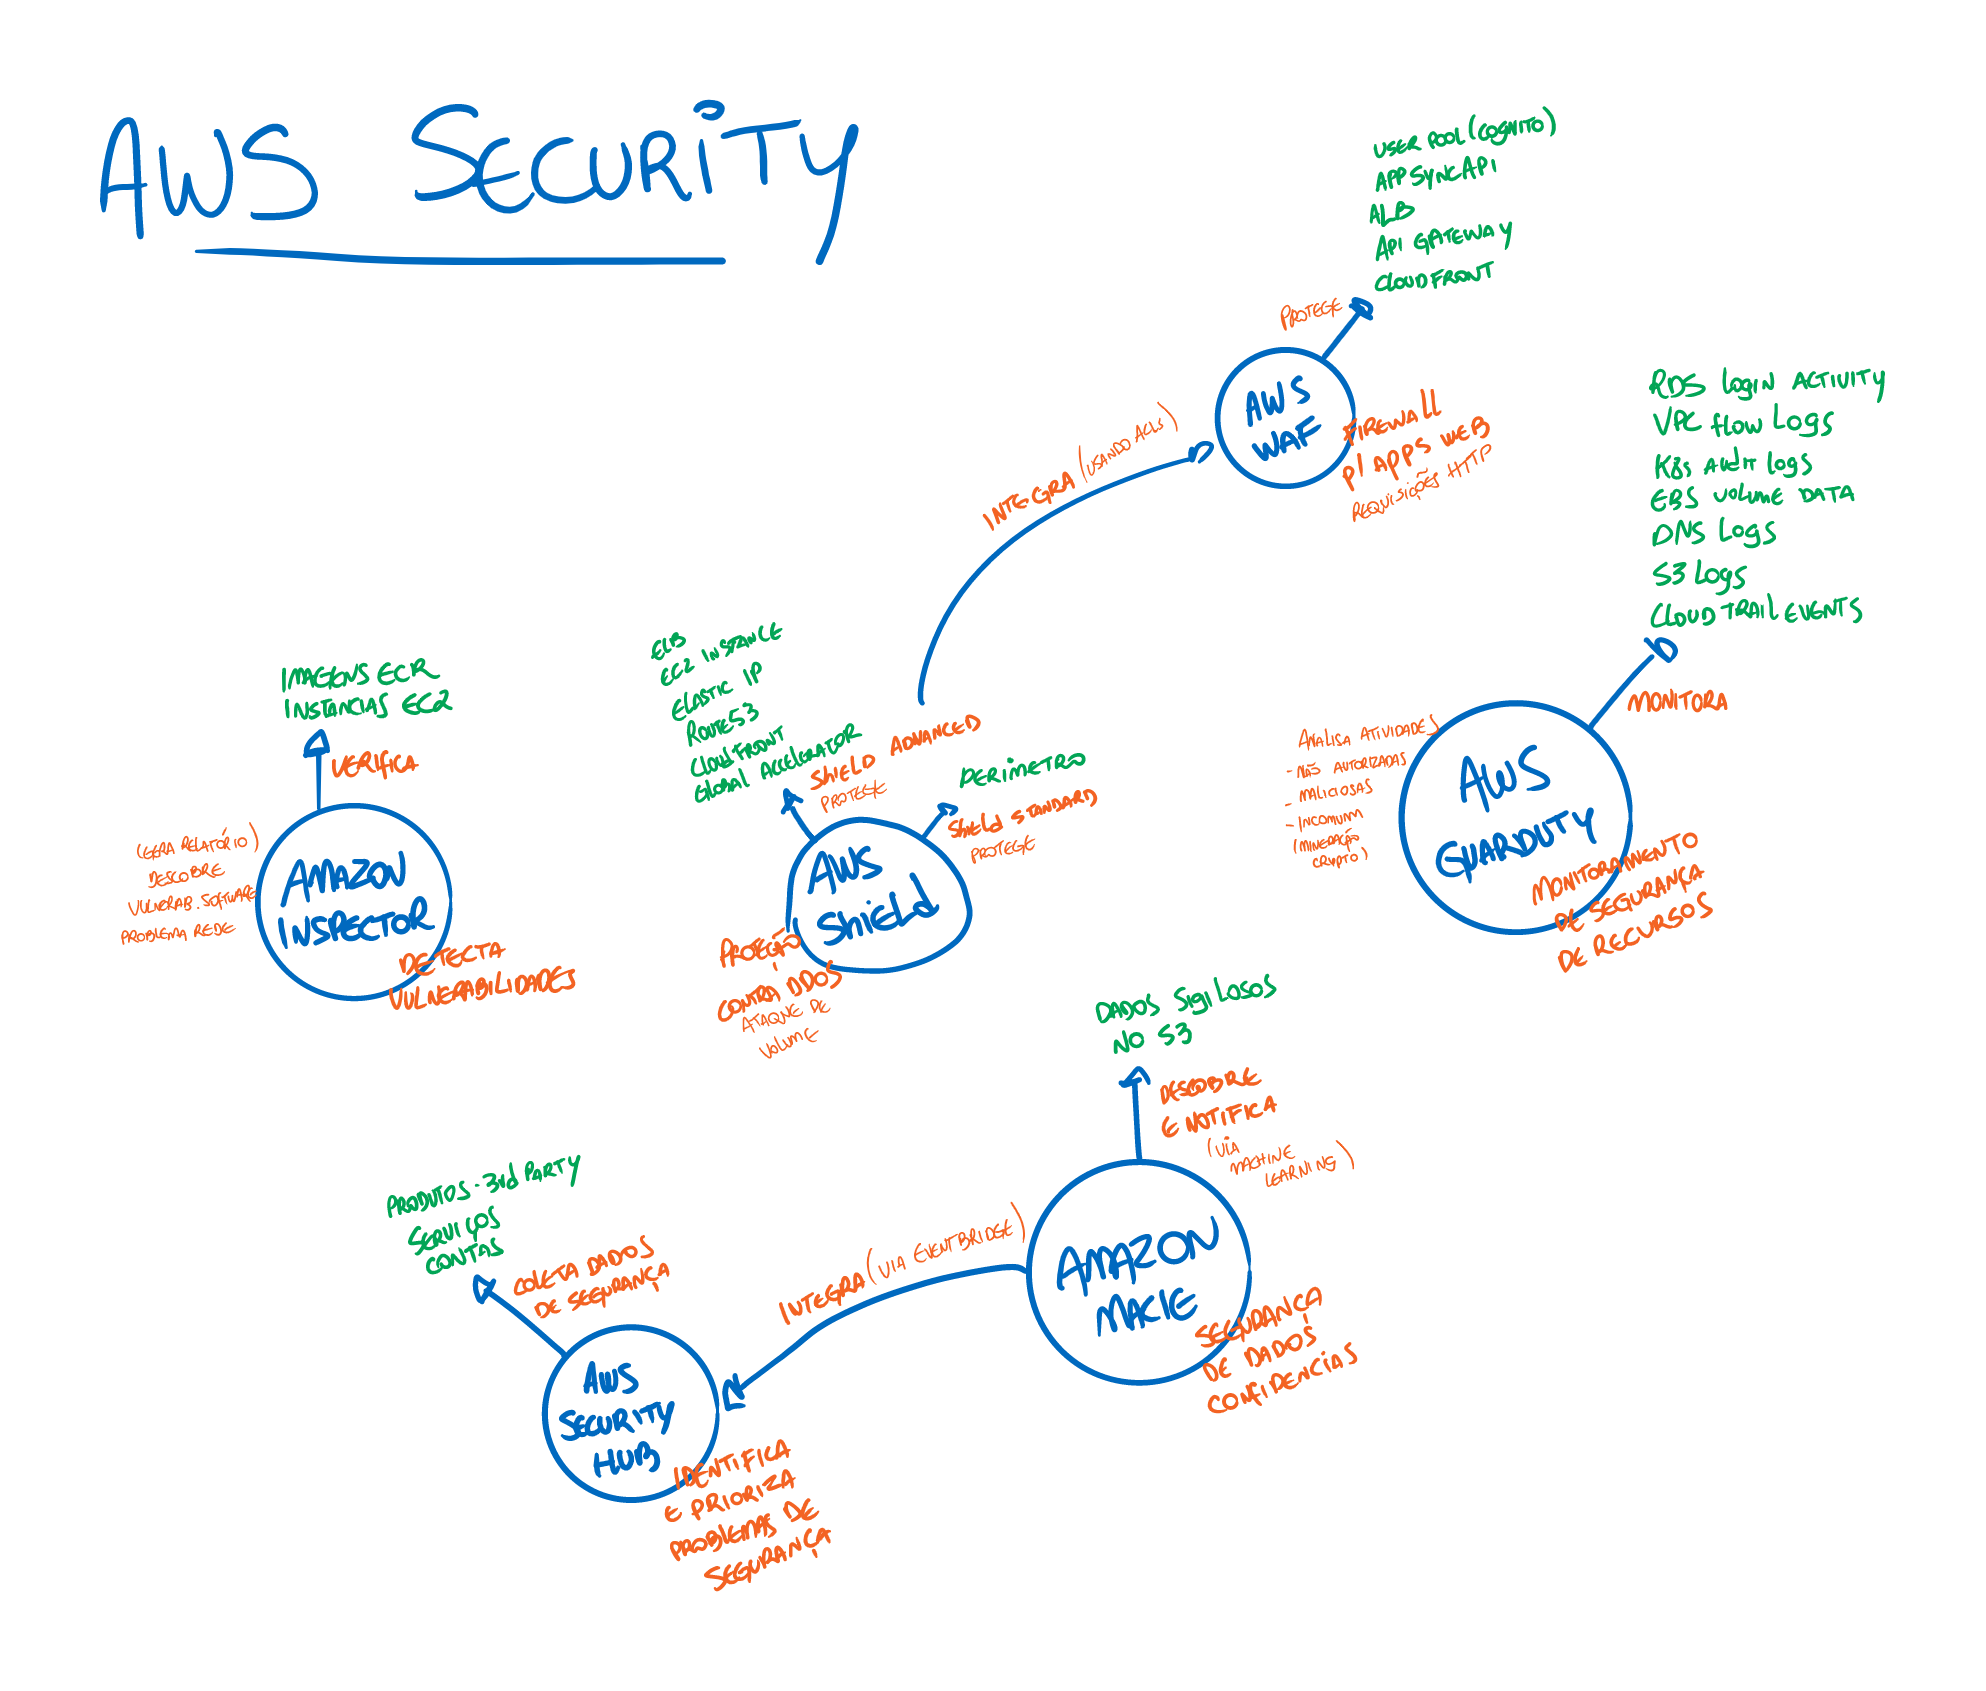 AWS SECURITY
USER POOL (COGNITO)
APPSYNC API
ALB
API GATEWAY
CLOUDFRONT
PROTEGE
AWS
WAF
FIREWALL
P/ APPS WEB
REQUISIÇÕES HTTP
INTEGRA (USANDO ACLS)
RDS login ACTIVITY
VPC flow Logs
K8s AUDIT logs
EBS VOLUME DATA
DNS Logs
S3 Logs
CLOUDTRAIL EVENTS
MONITORA
AWS
GUARDUTY
ANALISA ATIVIDADES
- NÃO AUTORIZADAS
- MALICIOSAS
- INCOMUM
(MINERAÇÃO
CRYPTO)
MONITORAMENTO
DE SEGURANÇA
DE RECURSOS
ELB
EC2 INSTANCE
ELASTIC IP
ROUTE53
CLOUDFRONT
GLOBAL ACCELERATOR
SHIELD ADVANCED
PROTEGE
PERIMETRO
SHIELD STANDARD
PROTEGE
AWS
SHIELD
PROTEÇÃO
CONTRA DDOS
ATAQUE DE
VOLUME
IMAGENS ECR
INSTANCIAS EC2
VERIFICA
AMAZON
INSPECTOR
(GERA RELATÓRIO)
DESCOBRE
VULNERAB. SOFTWARE
PROBLEMA REDE
DETECTA
VULNERABILIDADES
DADOS SIGILOSOS
NO S3
DESCOBRE
E NOTIFICA
(VIA
MACHINE
LEARNING)
AMAZON
MACIE
SEGURANÇA
DE DADOS
CONFIDENCIAS
INTEGRA (VIA EVENTBRIDGE)
PRODUTOS - 3rd PARTY
SERVIÇOS
CONTAS
COLETA DADOS
DE SEGURANÇA
AWS
SECURITY
HUB
IDENTIFICA
E PRIORIZA
PROBLEMAS DE
SEGURANÇA